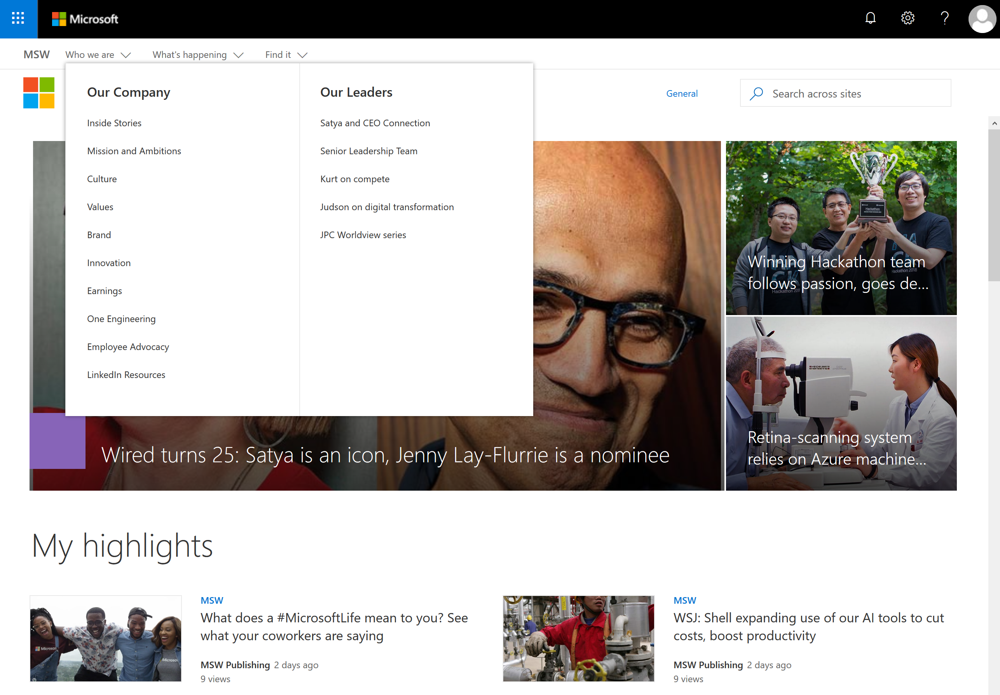 Microsoft
MSW
Who we are
What's happening
Find it
Our Company
Inside Stories
Mission and Ambitions
Culture
Values
Brand
Innovation
Earnings
One Engineering
Employee Advocacy
LinkedIn Resources
Our Leaders
Satya and CEO Connection
Senior Leadership Team
Kurt on compete
Judson on digital transformation
JPC Worldview series
General
Search across sites
Wired turns 25: Satya is an icon, Jenny Lay-Flurrie is a nominee
Hackathon
Hackathon 2018
Winning Hackathon team
follows passion, goes de...
HEIDELBERG
ENGINEERING
Retina-scanning system
relies on Azure machine...
My highlights
Microsoft
MSW
What does a #MicrosoftLife mean to you? See
what your coworkers are saying
MSW Publishing 2 days ago
9 views
MSW
WSJ: Shell expanding use of our AI tools to cut
costs, boost productivity
MSW Publishing 2 days ago
9 views